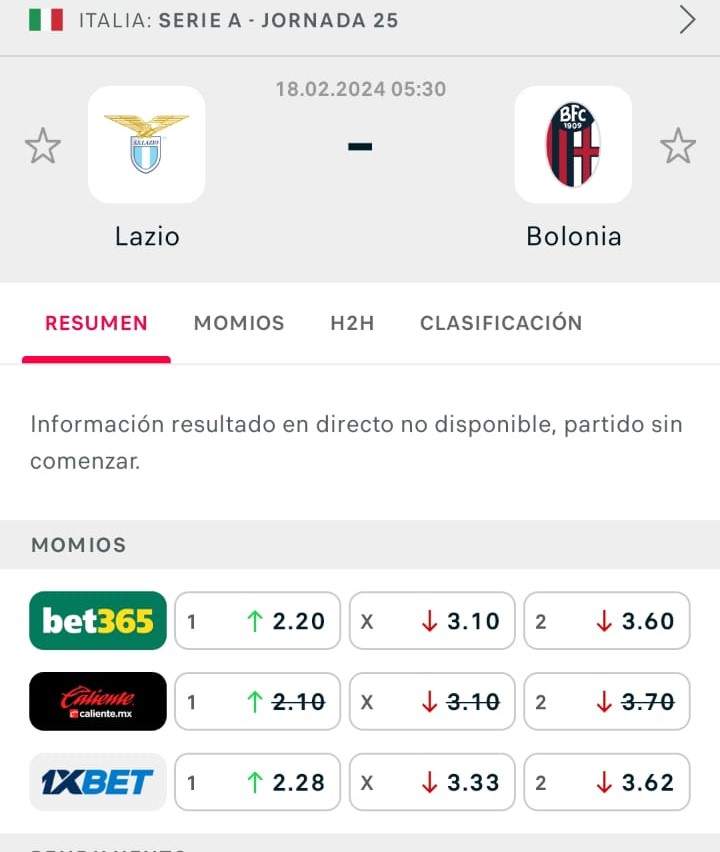 ITALIA: SERIE A - JORNADA 25
18.02.2024 05:30
S.S.LAZIO
BFC
1909
-
Lazio
Bolonia
RESUMEN MOMIOS H2H CLASIFICACIÓN
Información resultado en directo no disponible, partido sin
comenzar.
MOMIOS
bet365 1 ↑ 2.20 X ↓ 3.10 2 ↓ 3.60
Caliente
caliente.mx 1 ↑ 2.10 X ↓ 3.10 2 ↓ 3.70
1XBET 1 ↑ 2.28 X ↓ 3.33 2 ↓ 3.62